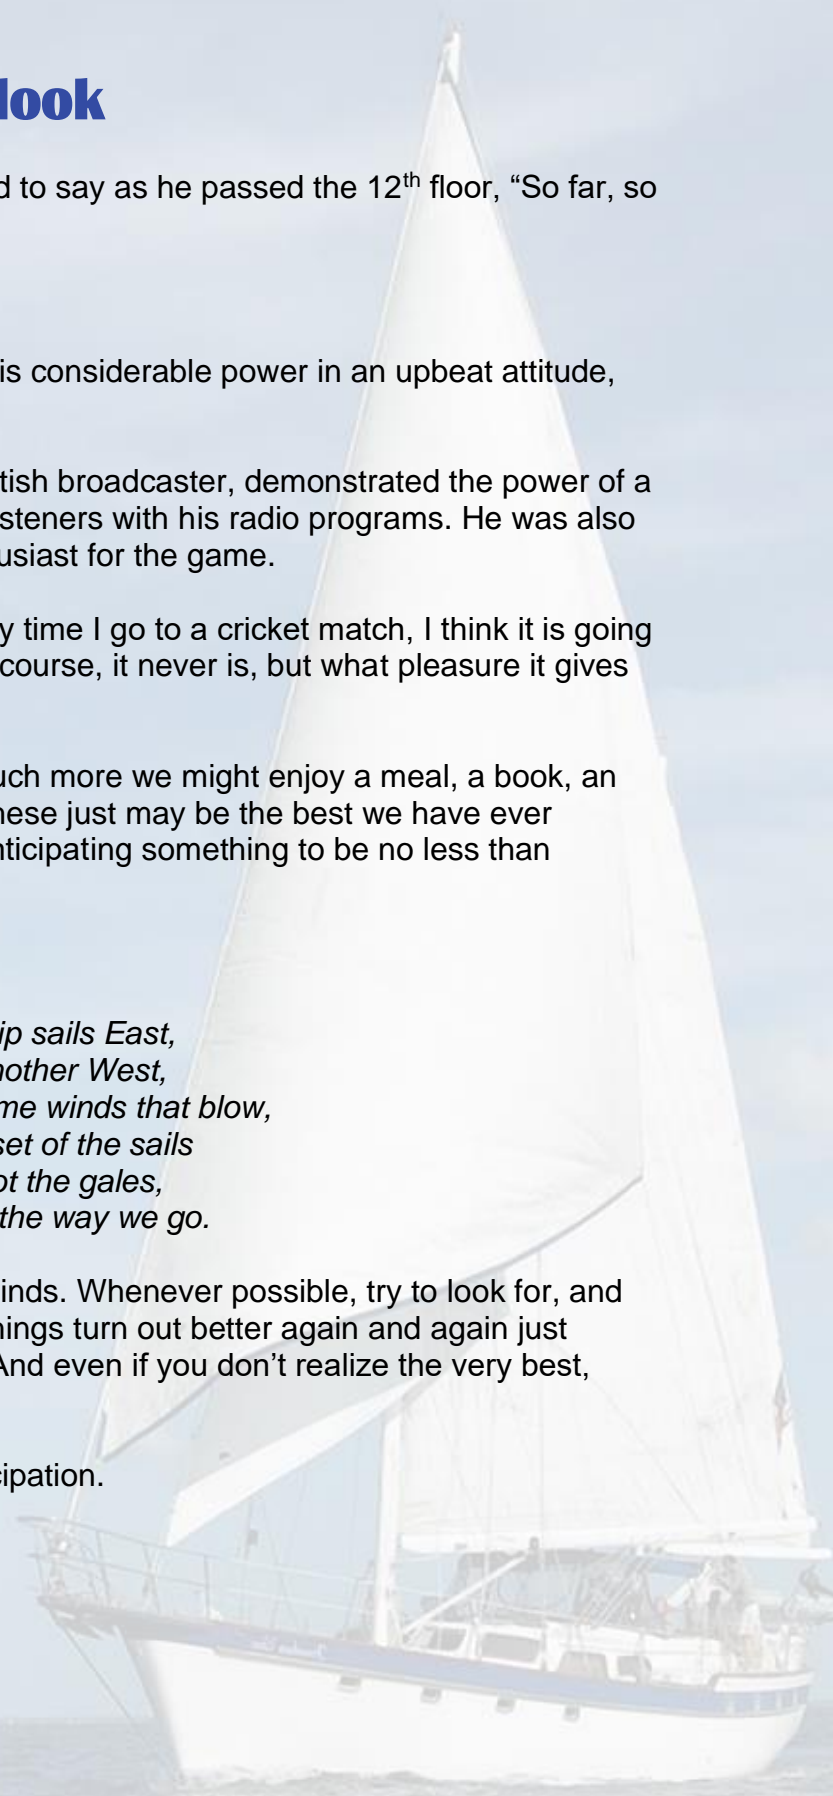 look
d to say as he passed the 12th floor, “So far, so
is considerable power in an upbeat attitude,
tish broadcaster, demonstrated the power of a
isteners with his radio programs. He was also
usiast for the game.
y time I go to a cricket match, I think it is going
course, it never is, but what pleasure it gives
uch more we might enjoy a meal, a book, an
hese just may be the best we have ever
nticipating something to be no less than
ip sails East,
nother West,
me winds that blow,
set of the sails
ot the gales,
the way we go.
inds. Whenever possible, try to look for, and
hings turn out better again and again just
And even if you don’t realize the very best,
cipation.